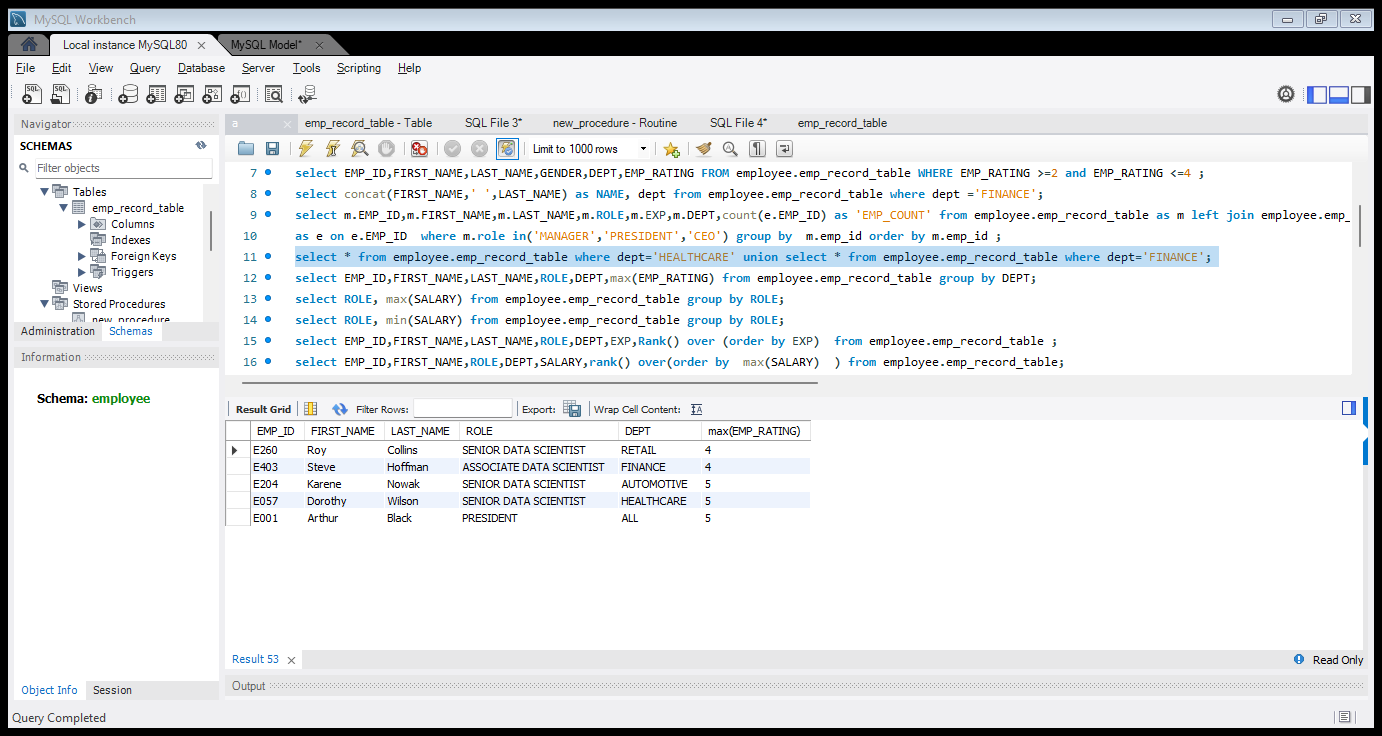 MySQL Workbench
Local instance MySQL80
MySQL Model*
File Edit View Query Database Server Tools Scripting Help
Navigator
SCHEMAS
Filter objects
Tables
emp_record_table
Columns
Indexes
Foreign Keys
Triggers
Views
Stored Procedures
new_procedure
Administration Schemas
Information
Schema: employee
Object Info Session
a emp_record_table - Table SQL File 3* new_procedure - Routine SQL File 4* emp_record_table
Limit to 1000 rows
7 select EMP_ID,FIRST_NAME,LAST_NAME,GENDER,DEPT,EMP_RATING FROM employee.emp_record_table WHERE EMP_RATING >=2 and EMP_RATING <=4 ;
8 select concat(FIRST_NAME,' ',LAST_NAME) as NAME, dept from employee.emp_record_table where dept ='FINANCE';
9 select m.EMP_ID,m.FIRST_NAME,m.LAST_NAME,m.ROLE,m.EXP,m.DEPT,count(e.EMP_ID) as 'EMP_COUNT' from employee.emp_record_table as m left join employee.emp_
10 as e on e.EMP_ID  where m.role in('MANAGER','PRESIDENT','CEO') group by  m.emp_id order by m.emp_id ;
11 select * from employee.emp_record_table where dept='HEALTHCARE' union select * from employee.emp_record_table where dept='FINANCE';
12 select EMP_ID,FIRST_NAME,LAST_NAME,ROLE,DEPT,max(EMP_RATING) from employee.emp_record_table group by DEPT;
13 select ROLE, max(SALARY) from employee.emp_record_table group by ROLE;
14 select ROLE, min(SALARY) from employee.emp_record_table group by ROLE;
15 select EMP_ID,FIRST_NAME,LAST_NAME,ROLE,DEPT,EXP,Rank() over (order by EXP)  from employee.emp_record_table ;
16 select EMP_ID,FIRST_NAME,ROLE,DEPT,SALARY,rank() over(order by  max(SALARY)  ) from employee.emp_record_table;
Result Grid Filter Rows: Export: Wrap Cell Content:
EMP_ID FIRST_NAME LAST_NAME ROLE DEPT max(EMP_RATING)
E260 Roy Collins SENIOR DATA SCIENTIST RETAIL 4
E403 Steve Hoffman ASSOCIATE DATA SCIENTIST FINANCE 4
E204 Karene Nowak SENIOR DATA SCIENTIST AUTOMOTIVE 5
E057 Dorothy Wilson SENIOR DATA SCIENTIST HEALTHCARE 5
E001 Arthur Black PRESIDENT ALL 5
Result 53
Read Only
Output
Query Completed